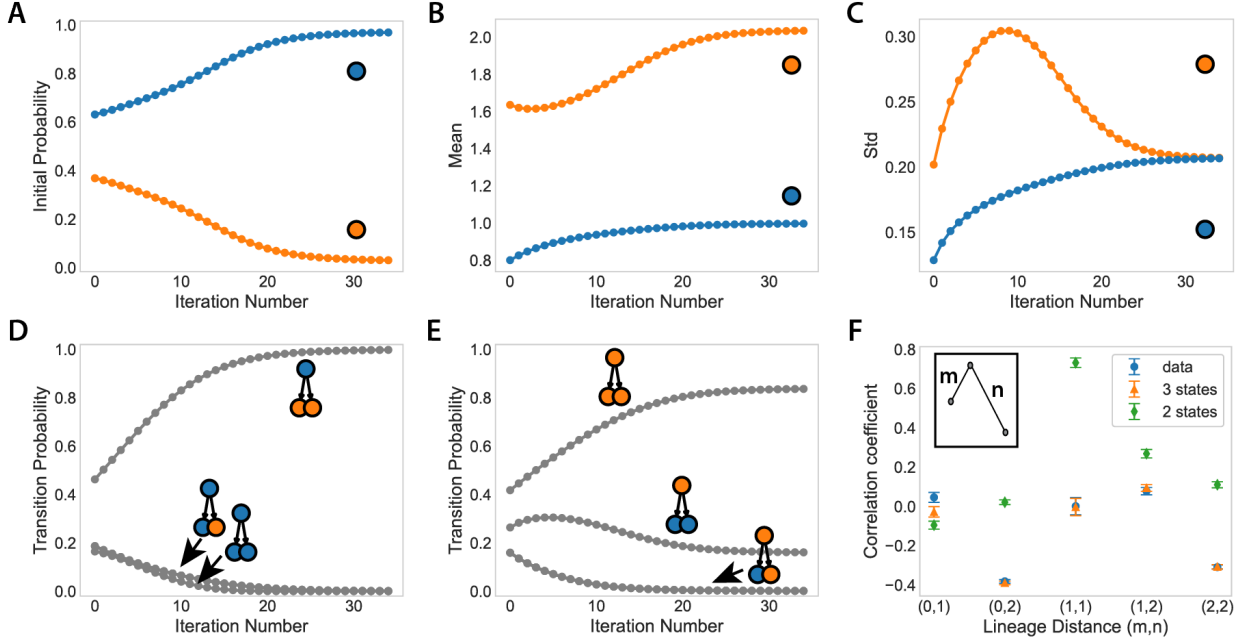 A
Initial Probability
1.0
0.8
0.6
0.4
0.2
0.0
0 10 20 30
Iteration Number
B
Mean
2.0
1.8
1.6
1.4
1.2
1.0
0.8
0 10 20 30
Iteration Number
C
Std
0.30
0.25
0.20
0.15
0 10 20 30
Iteration Number
D
Transition Probability
1.0
0.8
0.6
0.4
0.2
0.0
0 10 20 30
Iteration Number
E
Transition Probability
1.0
0.8
0.6
0.4
0.2
0.0
0 10 20 30
Iteration Number
F
Correlation coefficient
0.8
0.6
0.4
0.2
0.0
−0.2
−0.4
m
n
data
3 states
2 states
(0,1) (0,2) (1,1) (1,2) (2,2)
Lineage Distance (m,n)